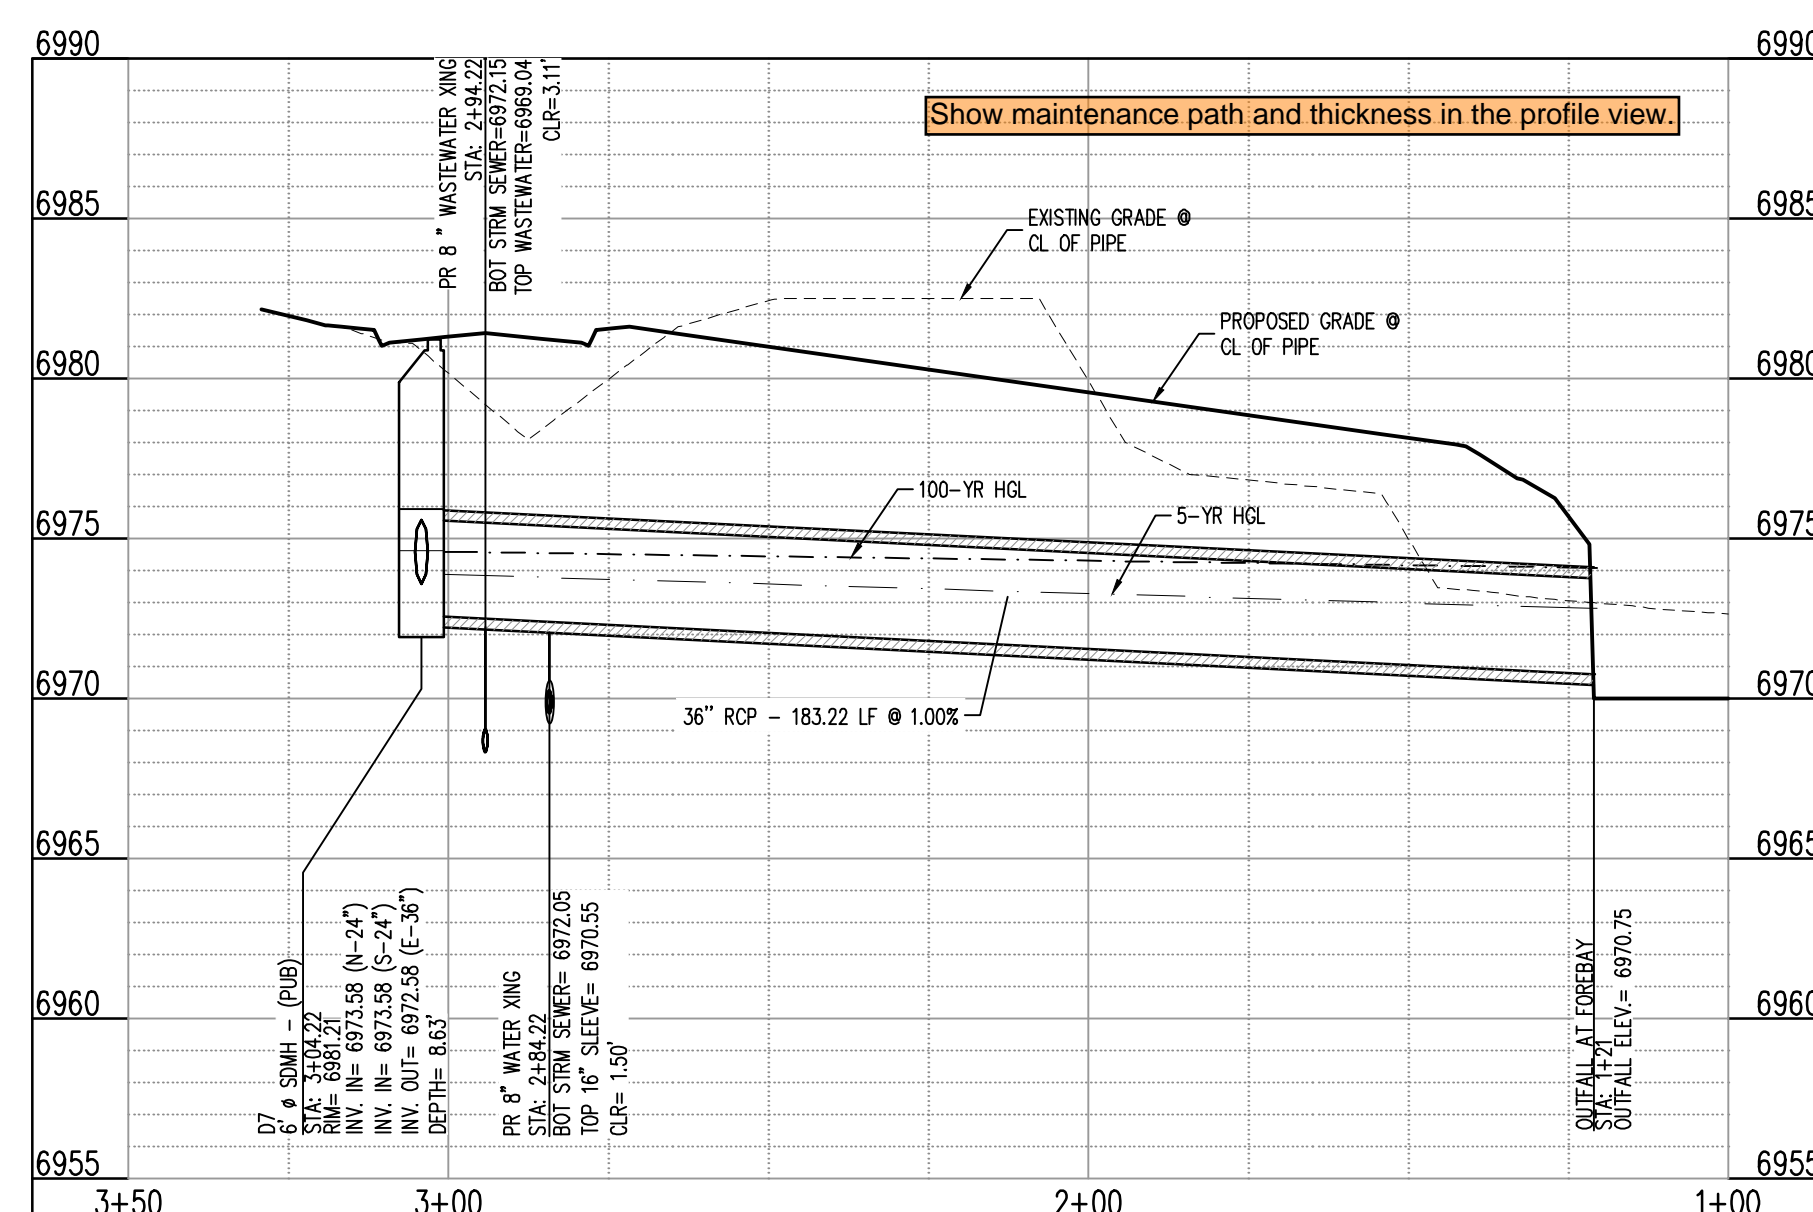 6990
6990
Show maintenance path and thickness in the profile view.
PR 8 " WASTEWATER XING
STA: 2+94.22
BOT STRM SEWER=6972.15
TOP WASTEWATER=6969.04
CLR=3.11'
6985
6985
EXISTING GRADE @
CL OF PIPE
PROPOSED GRADE @
CL OF PIPE
6980
6980
100-YR HGL
5-YR HGL
6975
6975
36" RCP - 183.22 LF @ 1.00%
6970
6970
6965
6965
D7
6' ø SDMH - (PUB)
STA: 3+04.22
RIM= 6981.21
INV. IN= 6973.58 (N-24")
INV. IN= 6973.58 (S-24")
INV. OUT= 6972.58 (E-36")
DEPTH= 8.63'
PR 8" WATER XING
STA: 2+84.22
BOT STRM SEWER= 6972.05
TOP 16" SLEEVE= 6970.55
CLR= 1.50'
OUTFALL AT FOREBAY
STA: 1+21
OUTFALL ELEV.= 6970.75
6960
6960
6955
6955
3+50
3+00
2+00
1+00